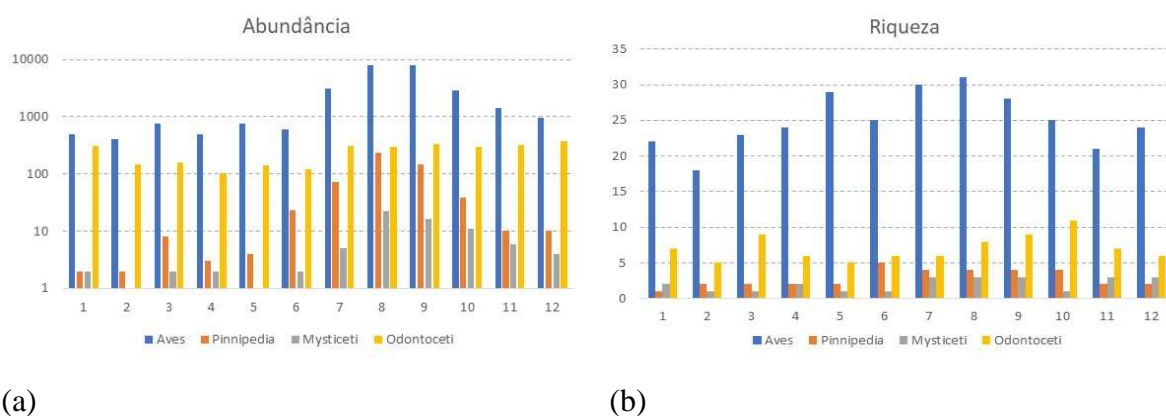 Abundância
10000
1000
100
10
1
1 2 3 4 5 6 7 8 9 10 11 12
Aves Pinnipedia Mysticeti Odontoceti
(a)
Riqueza
35
30
25
20
15
10
5
0
1 2 3 4 5 6 7 8 9 10 11 12
Aves Pinnipedia Mysticeti Odontoceti
(b)